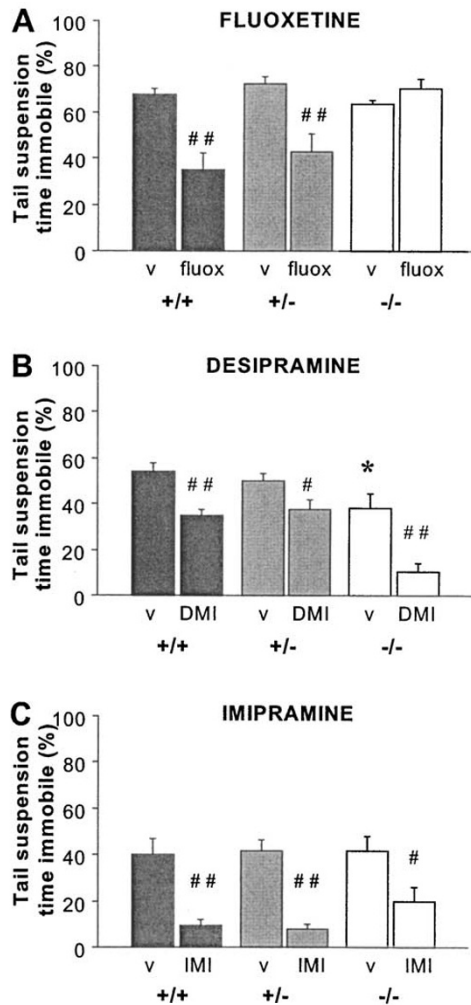 A
FLUOXETINE
Tail suspension
time immobile (%)
100
80
60
40
20
0
## ##
v fluox v fluox v fluox
+/+ +/- -/-
B
DESIPRAMINE
Tail suspension
time immobile (%)
100
80
60
40
20
0
# # # * # #
v DMI v DMI v DMI
+/+ +/- -/-
C
IMIPRAMINE
Tail suspension
time immobile (%)
100
80
60
40
20
0
# # # # #
v IMI v IMI v IMI
+/+ +/- -/-